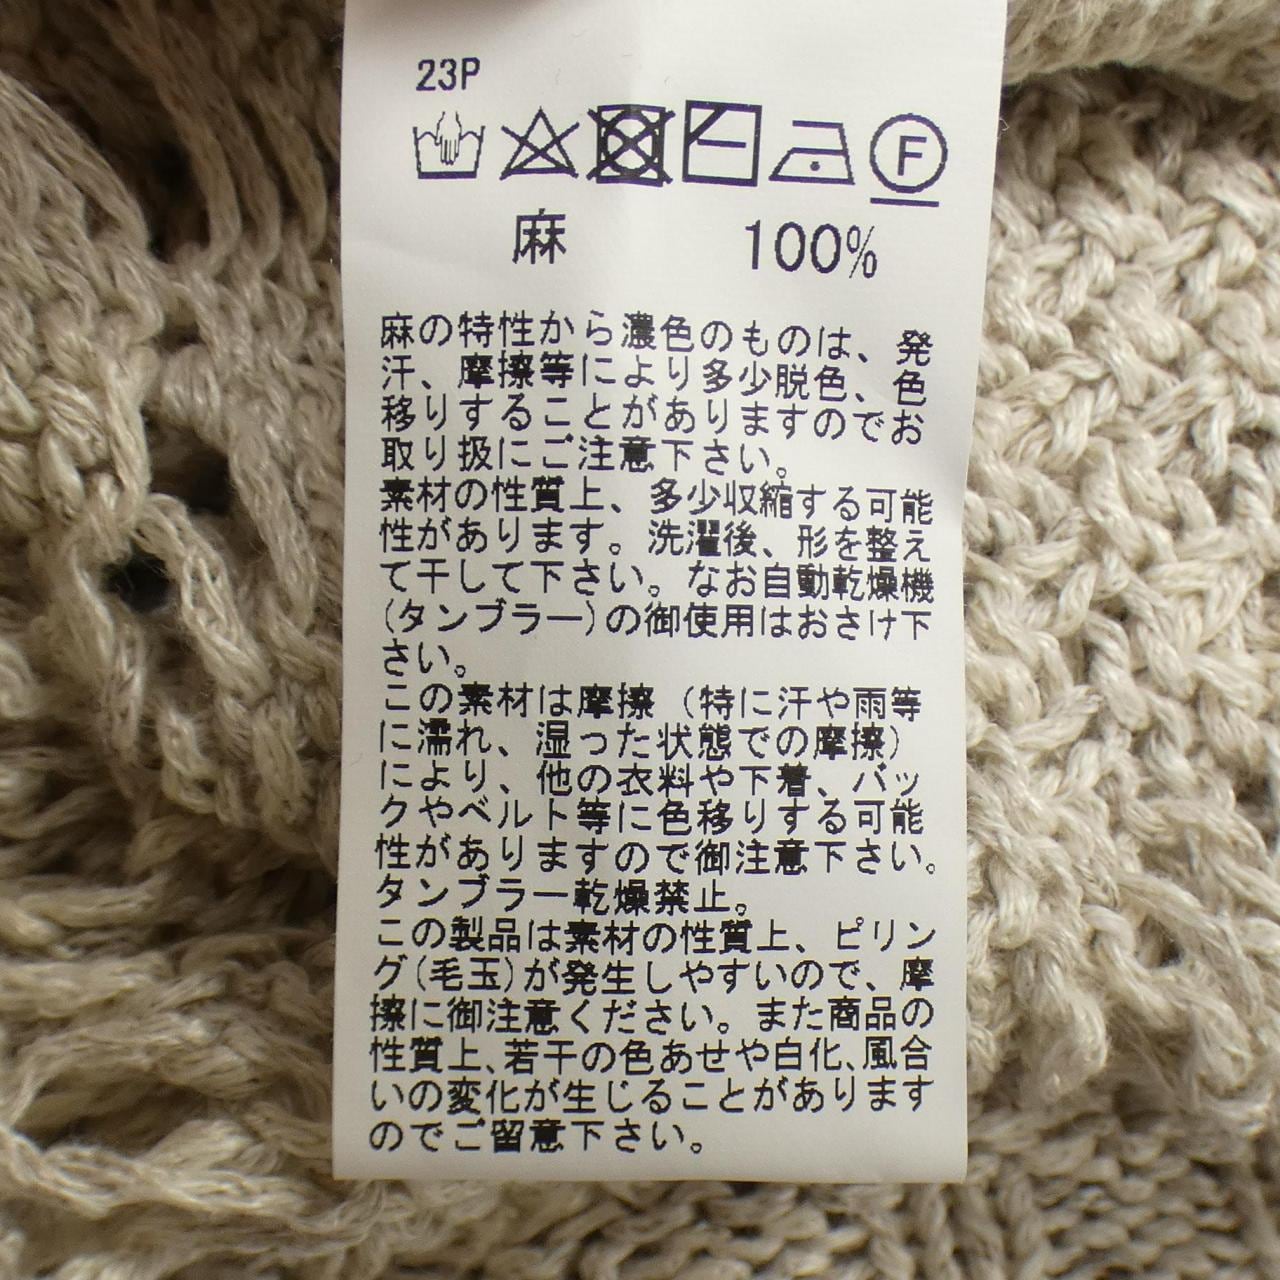 23P
F
麻 100%
麻の特性から濃色のものは、発
汗、摩擦等により多少脱色、色
移りすることがありますのでお
取り扱にご注意下さい。
素材の性質上、多少収縮する可能
性があります。洗濯後、形を整え
て干して下さい。なお自動乾燥機
(タンブラー)の御使用はおさけ下
さい。
この素材は摩擦（特に汗や雨等
に濡れ、湿った状態での摩擦）
により、他の衣料や下着、バッ
クやベルト等に色移りする可能
性がありますので御注意下さい。
タンブラー乾燥禁止。
この製品は素材の性質上、ピリン
グ(毛玉)が発生しやすいので、摩
擦に御注意ください。また商品の
性質上、若干の色あせや白化、風合
いの変化が生じることがあります
のでご留意下さい。